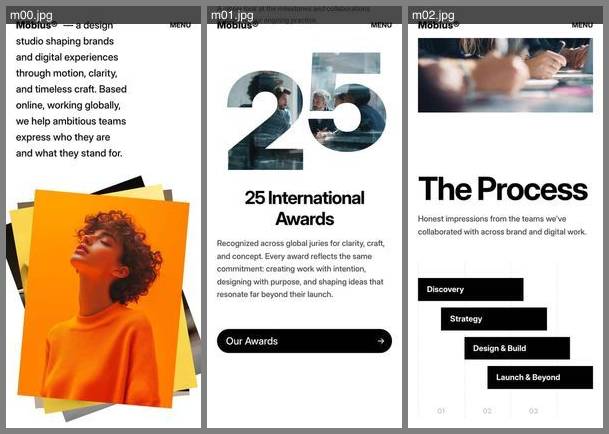 m00.jpg
Möbius®
— a design
MENU
studio shaping brands
and digital experiences
through motion, clarity,
and timeless craft. Based
online, working globally,
we help ambitious teams
express who they are
and what they stand for.
m01.jpg
Möbius®
MENU
25
25 International
Awards
Recognized across global juries for clarity, craft,
and concept. Every award reflects the same
commitment: creating work with intention,
designing with purpose, and shaping ideas that
resonate far beyond their launch.
Our Awards →
m02.jpg
Möbius®
MENU
The Process
Honest impressions from the teams we've
collaborated with across brand and digital work.
Discovery
Strategy
Design & Build
Launch & Beyond
01
02
03